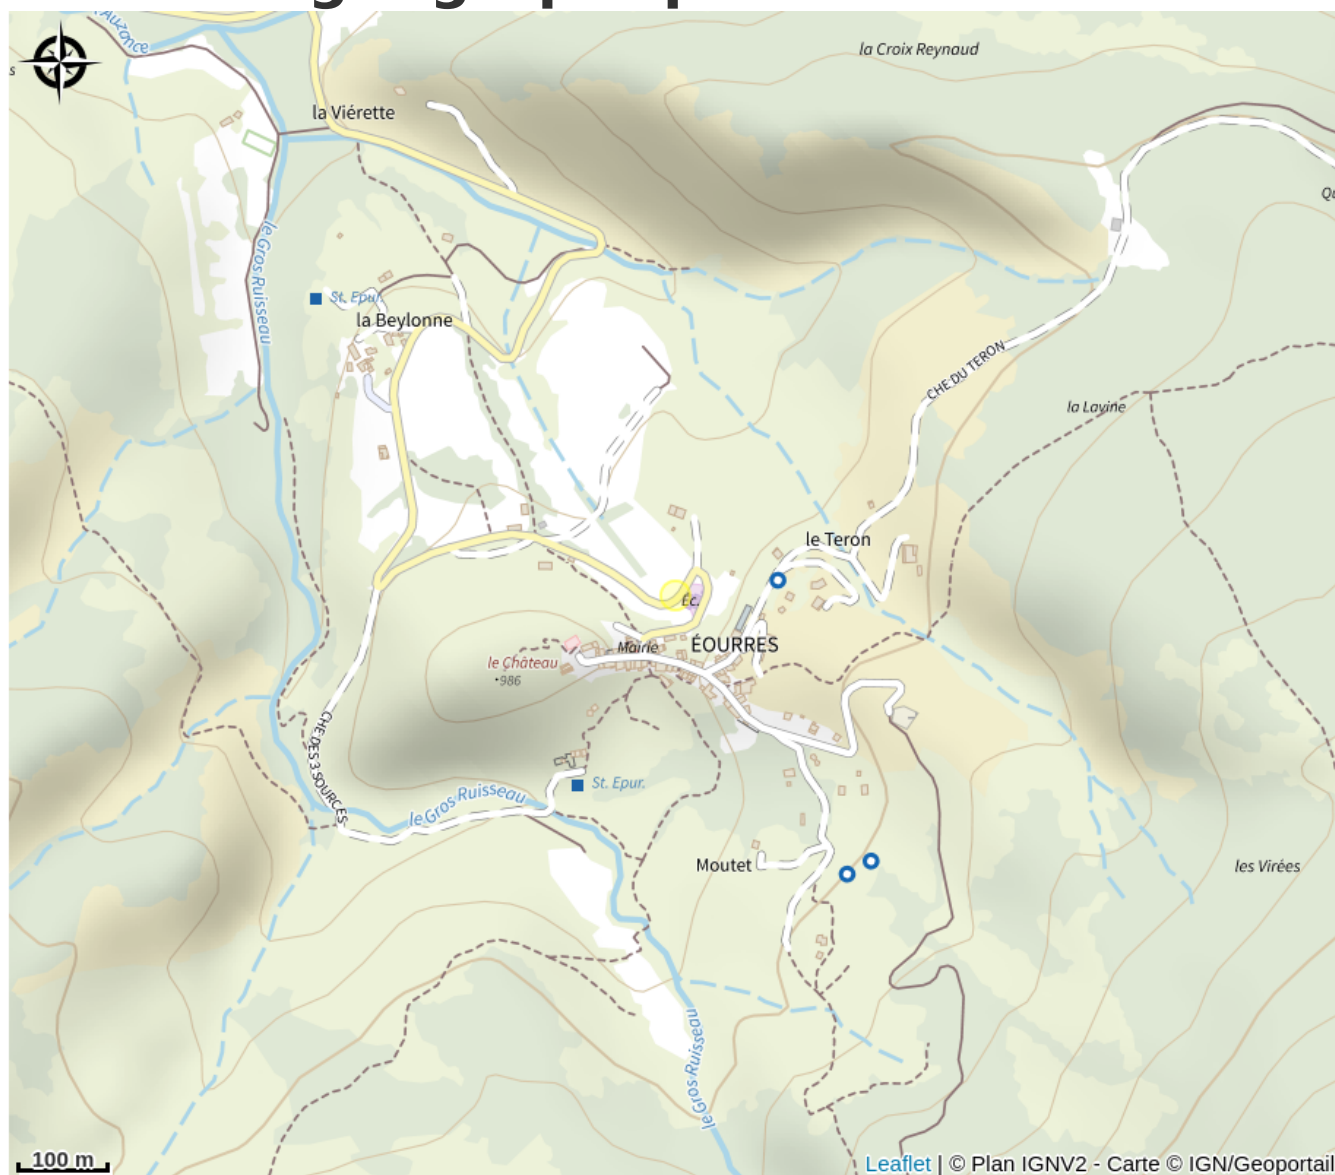 l'Auzance
la Croix Reynaud
s
la Viérette
le Gros Ruisseau
St. Epur.
la Beylonne
CHE DU TERON
la Lavine
le Teron
Éc.
Mairie
ÉOURRES
le Château
986
CHE DES 3 SOURCES
St. Epur.
le Gros Ruisseau
Moutet
les Virées
le Gros Ruisseau
100 m
Leaflet | © Plan IGNV2 - Carte © IGN/Geoportail